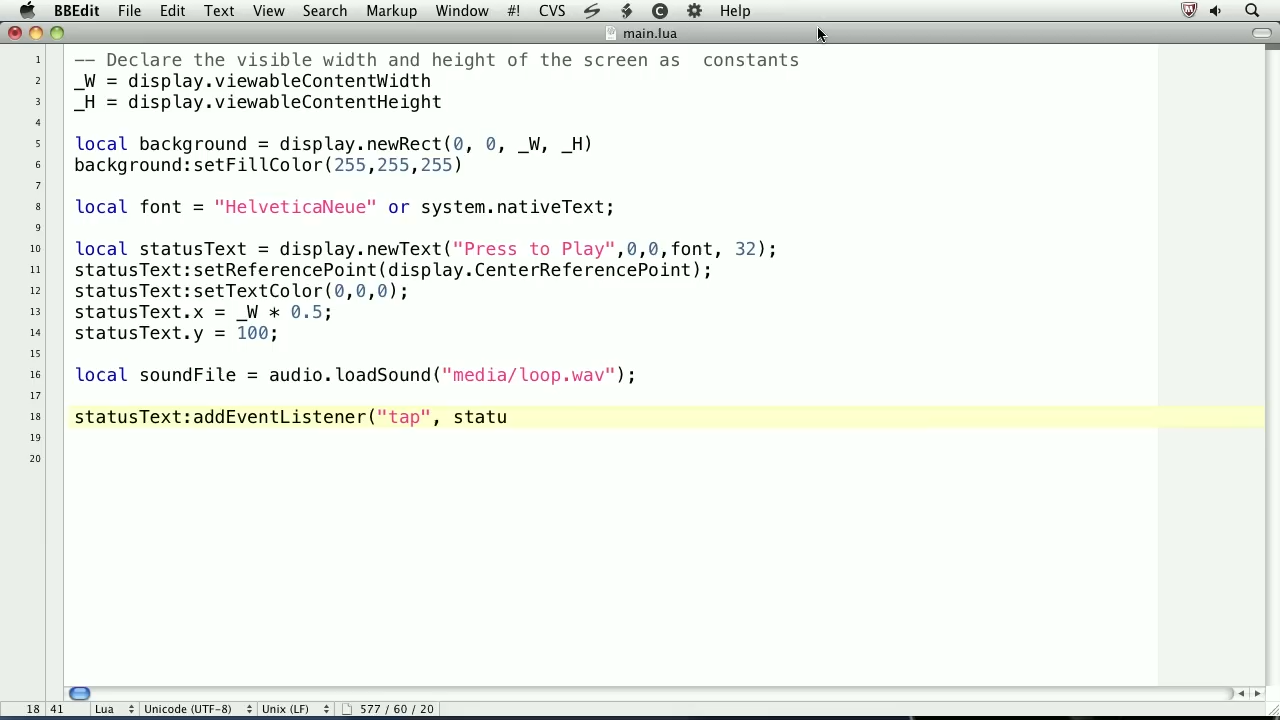 BBEdit File Edit Text View Search Markup Window #! CVS Help
main.lua
1 -- Declare the visible width and height of the screen as  constants
2 _W = display.viewableContentWidth
3 _H = display.viewableContentHeight
4
5 local background = display.newRect(0, 0, _W, _H)
6 background:setFillColor(255,255,255)
7
8 local font = "HelveticaNeue" or system.nativeText;
9
10 local statusText = display.newText("Press to Play",0,0,font, 32);
11 statusText:setReferencePoint(display.CenterReferencePoint);
12 statusText:setTextColor(0,0,0);
13 statusText.x = _W * 0.5;
14 statusText.y = 100;
15
16 local soundFile = audio.loadSound("media/loop.wav");
17
18 statusText:addEventListener("tap", statu
19
20
18 41 Lua Unicode (UTF-8) Unix (LF) 577 / 60 / 20